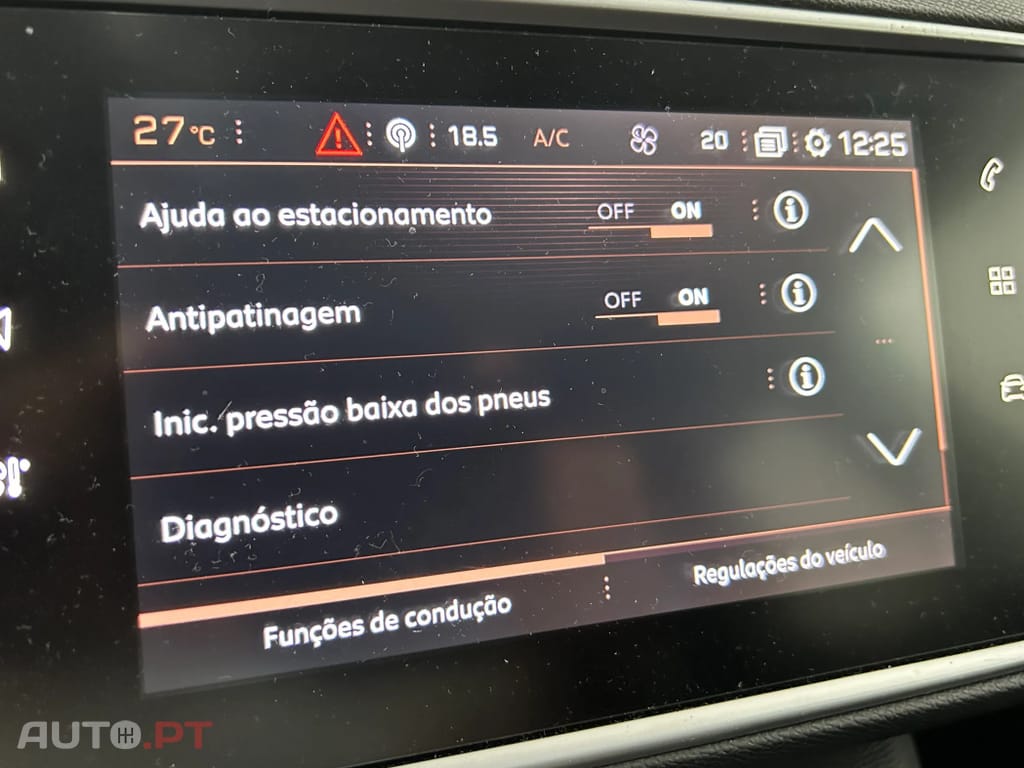 27°C 18.5 A/C 20 12:25
Ajuda ao estacionamento OFF ON
Antipatinagem OFF ON
Inic. pressão baixa dos pneus
Diagnóstico
Funções de condução Regulações do veículo
AUTO.PT